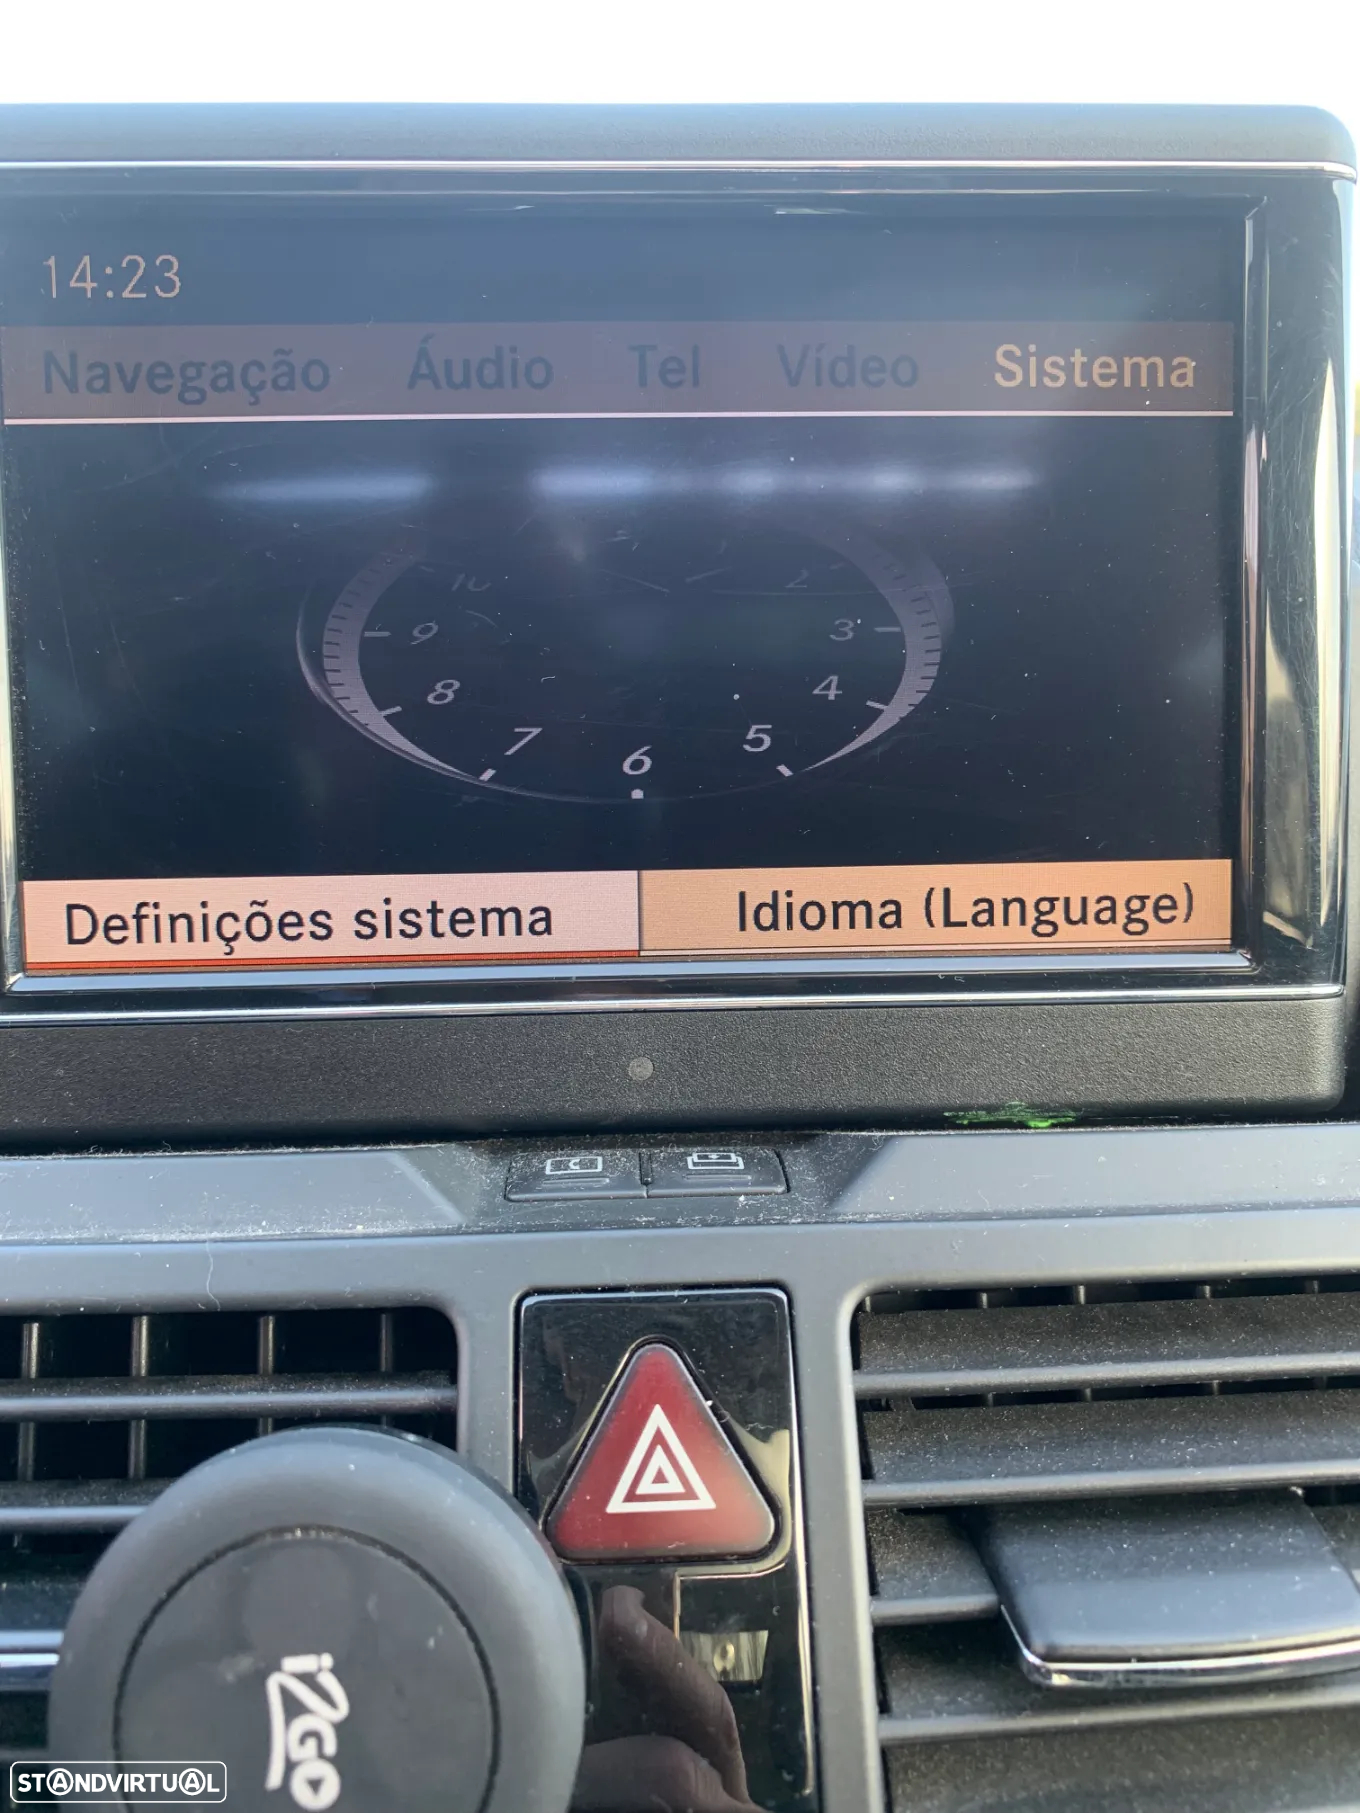 14:23
Navegação Áudio Tel Vídeo Sistema
10 2
9 3
8 4
7 5
6
Definições sistema Idioma (Language)
i2GO
STANDVIRTUAL